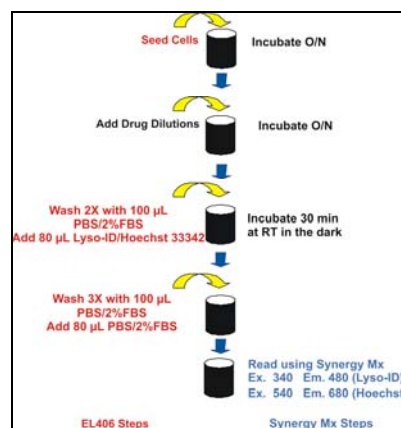 Seed Cells
Incubate O/N
Add Drug Dilutions
Incubate O/N
Wash 2X with 100 µL
PBS/2%FBS
Add 80 µL Lyso-ID/Hoechst 33342
Incubate 30 min
at RT in the dark
Wash 3X with 100 µL
PBS/2%FBS
Add 80 µL PBS/2%FBS
Read using Synergy Mx
Ex. 340 Em. 480 (Lyso-ID)
Ex. 540 Em. 680 (Hoechst
EL406 Steps
Synergy Mx Steps